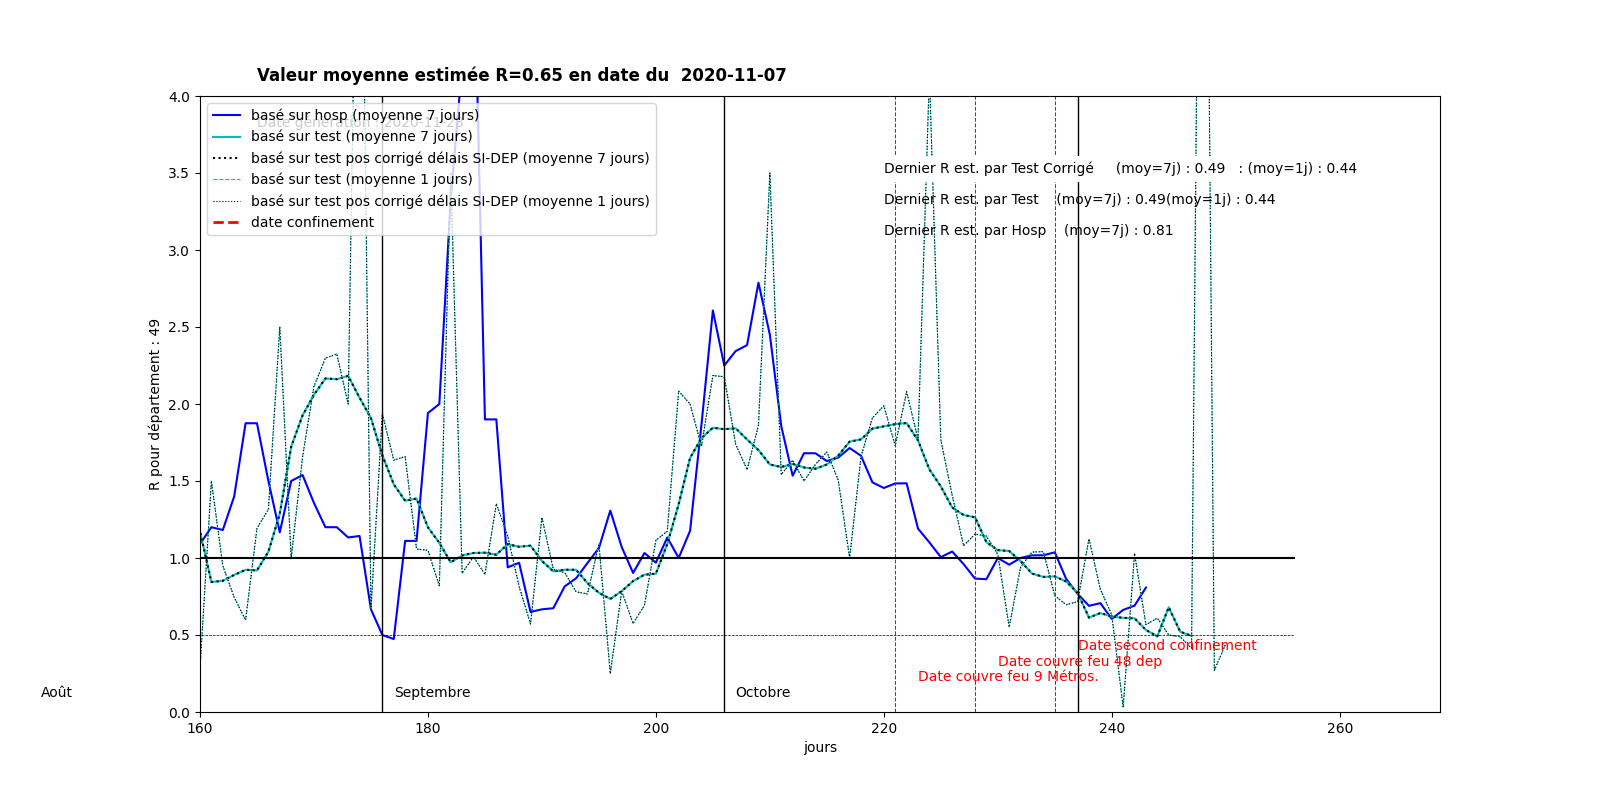 Valeur moyenne estimée R=0.65 en date du  2020-11-07
Date génération : 2020-11-23
basé sur hosp (moyenne 7 jours)
basé sur test (moyenne 7 jours)
basé sur test pos corrigé délais SI-DEP (moyenne 7 jours)
basé sur test (moyenne 1 jours)
basé sur test pos corrigé délais SI-DEP (moyenne 1 jours)
date confinement
Dernier R est. par Test Corrigé     (moy=7j) : 0.49   : (moy=1j) : 0.44
Dernier R est. par Test    (moy=7j) : 0.49(moy=1j) : 0.44
Dernier R est. par Hosp    (moy=7j) : 0.81
4.0
3.5
3.0
2.5
2.0
1.5
1.0
0.5
0.0
R pour département : 49
Date second confinement
Date couvre feu 48 dep
Date couvre feu 9 Métros.
Août
Septembre
Octobre
160
180
200
220
240
260
jours